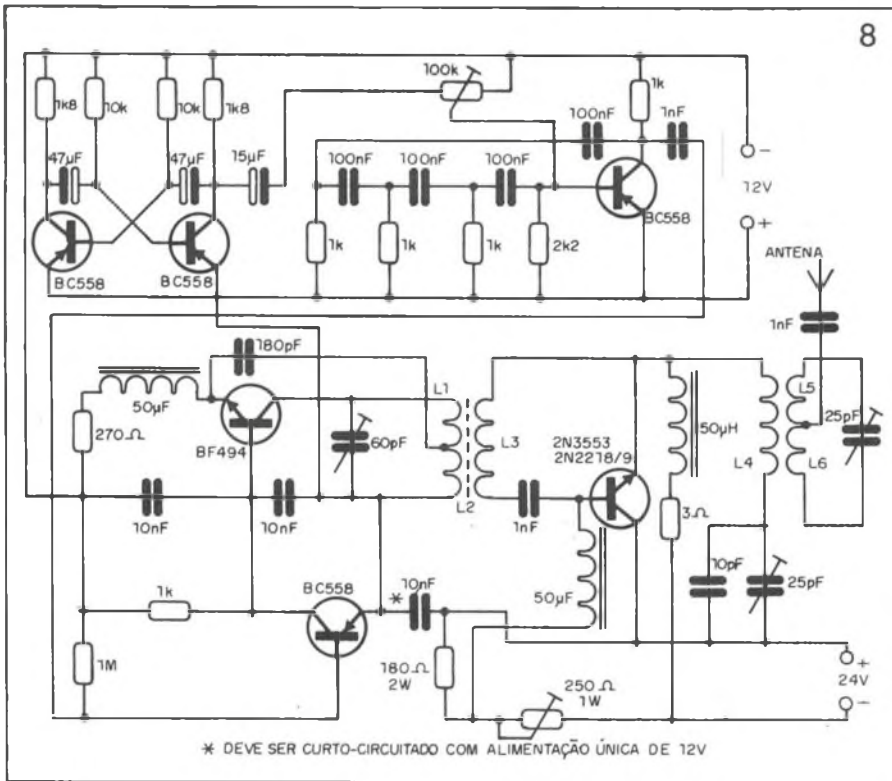 8
1k8
10k
10k
1k8
100k
1k
100nF
1nF
47µF
47µF
15µF
100nF
100nF
100nF
-
12V
+
BC558
BC558
BC558
1k
1k
1k
2k2
ANTENA
1nF
180pF
50µF
270Ω
BF494
60pF
L1
L2
L3
2N3553
2N2218/9
50µH
L5
L4
L6
25pF
10nF
10nF
1nF
3Ω
10pF
25pF
1k
BC558
*
10nF
50µF
1M
180Ω
2W
250Ω
1W
+
24V
-
* DEVE SER CURTO-CIRCUITADO COM ALIMENTAÇÃO ÚNICA DE 12V